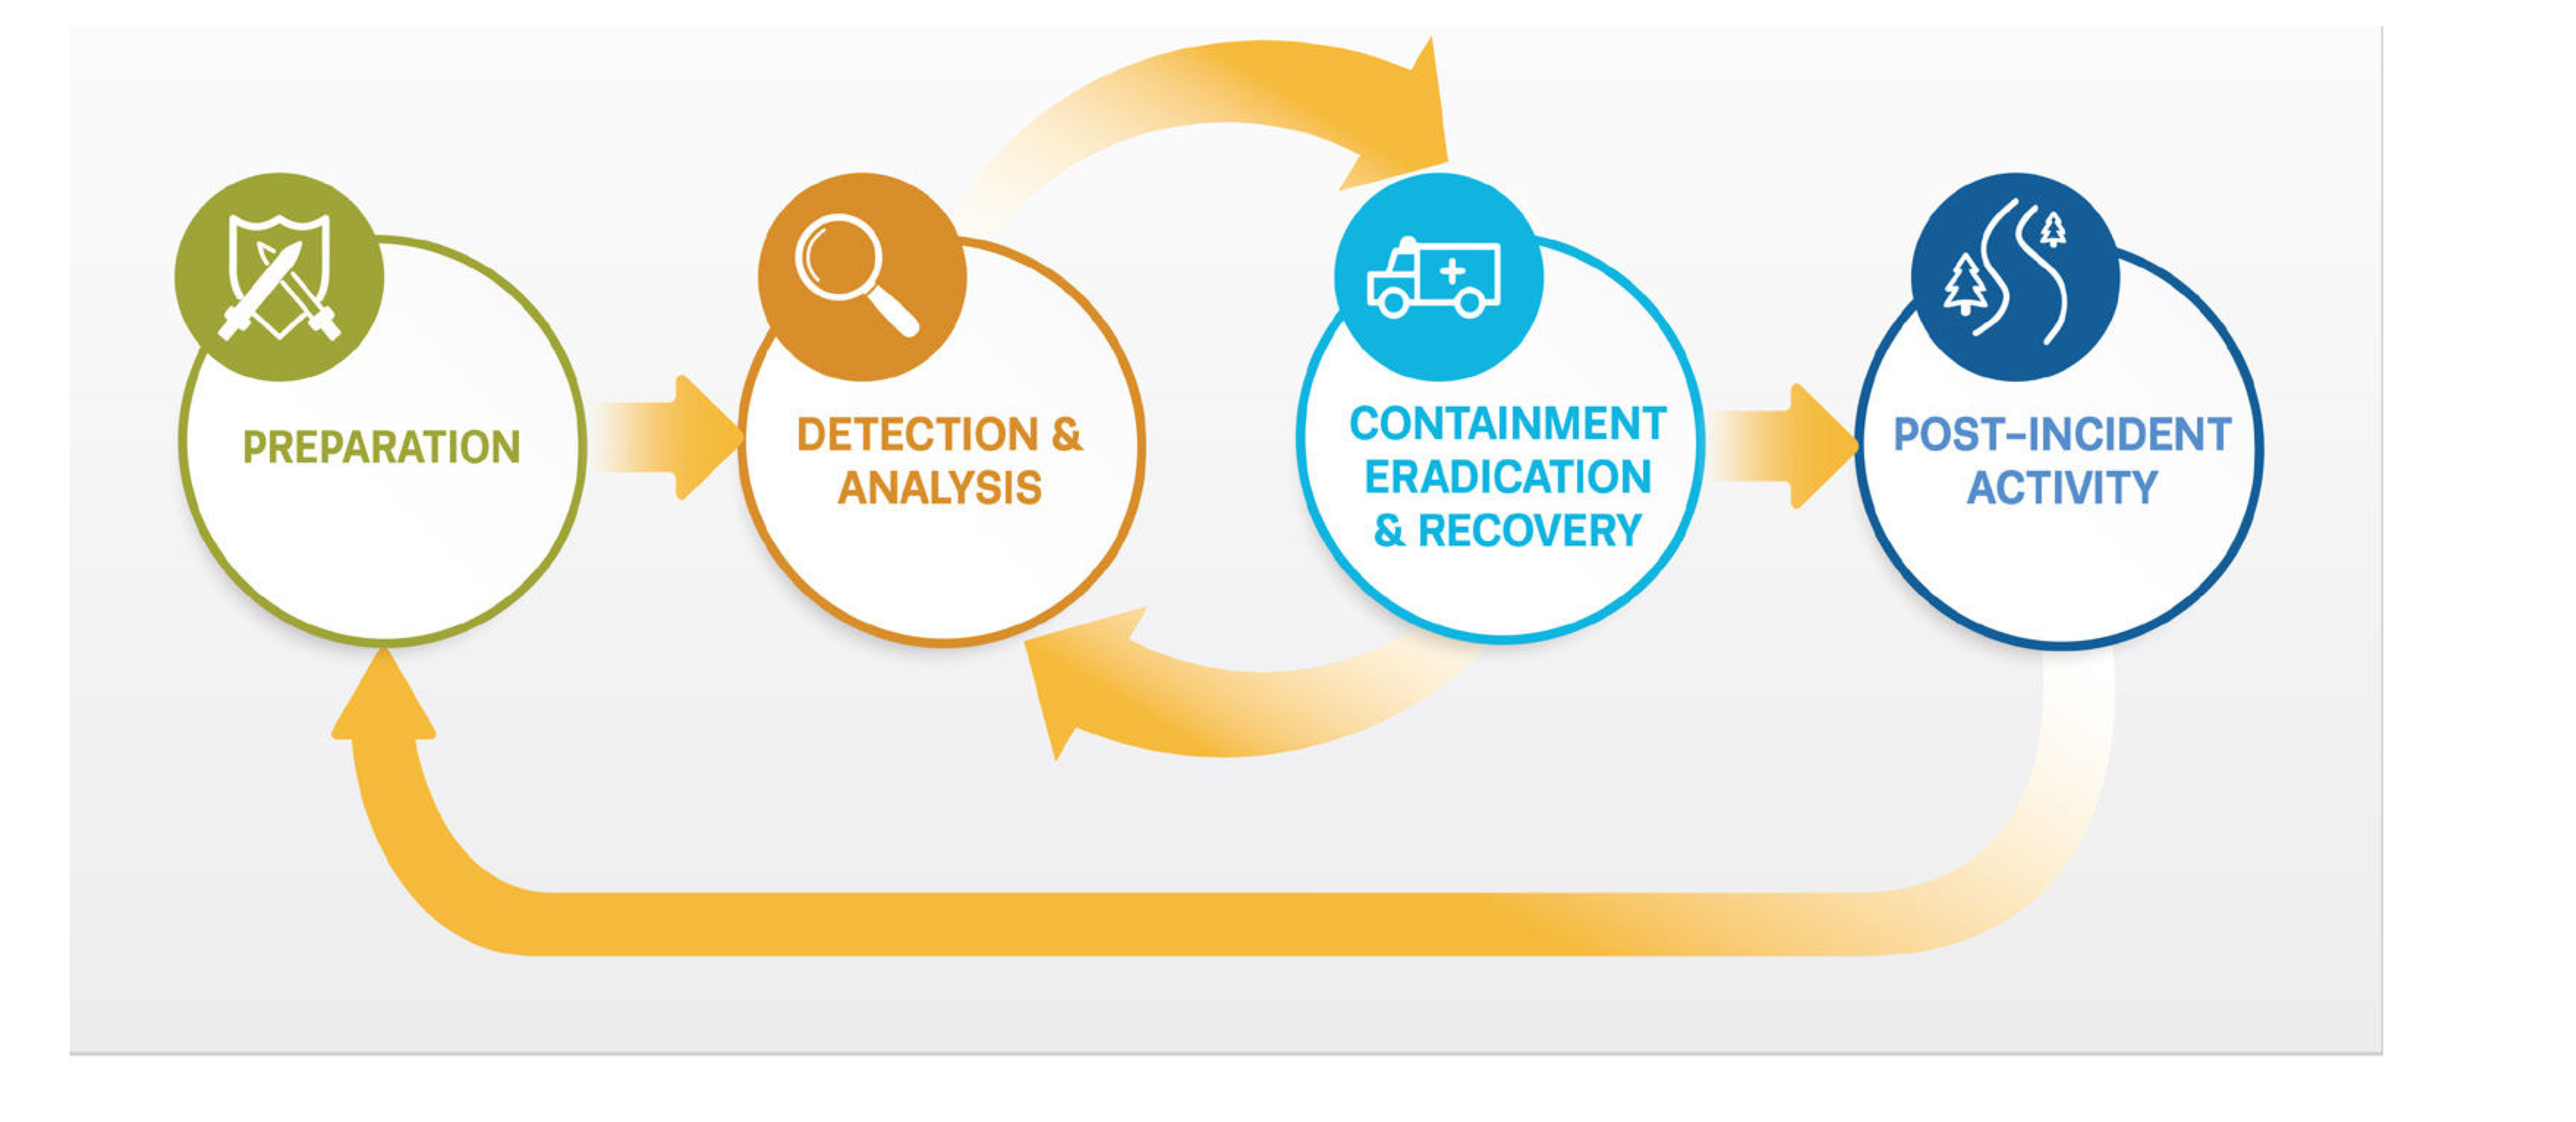 PREPARATION
DETECTION &
ANALYSIS
CONTAINMENT
ERADICATION
& RECOVERY
POST–INCIDENT
ACTIVITY